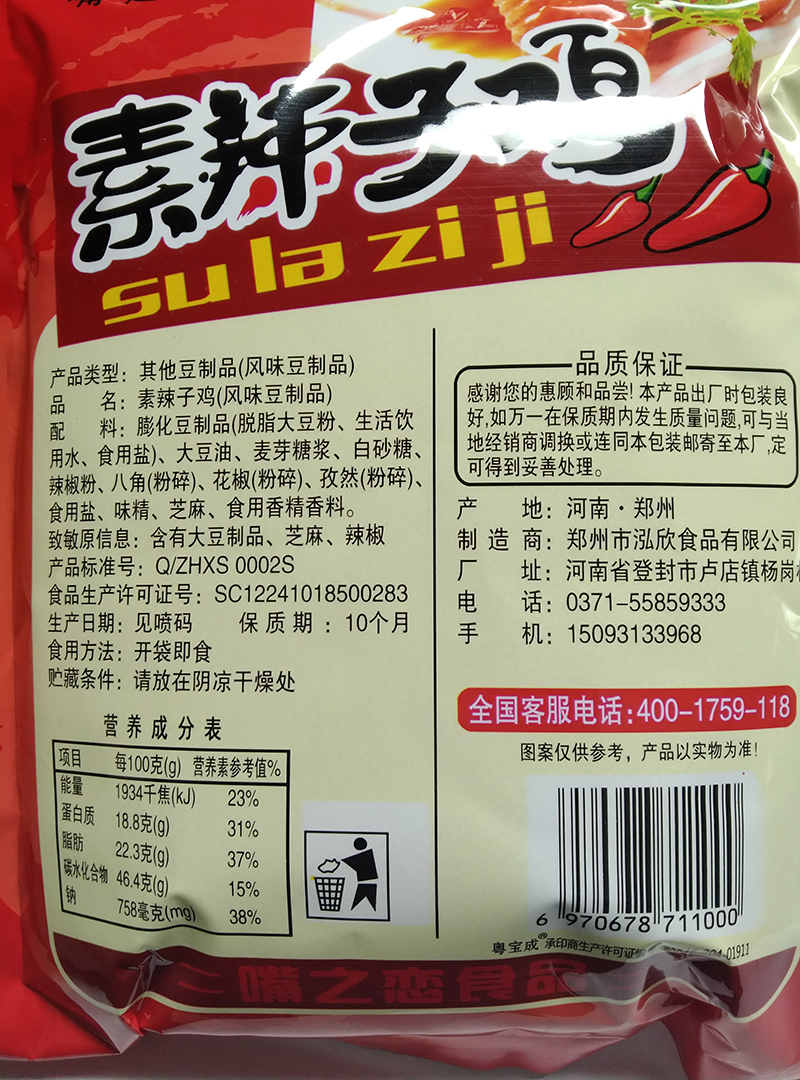 素辣子鸡
su la zi ji
产品类型：其他豆制品(风味豆制品)
品 名：素辣子鸡(风味豆制品)
配 料：膨化豆制品(脱脂大豆粉、生活饮
用水、食用盐)、大豆油、麦芽糖浆、白砂糖、
辣椒粉、八角(粉碎)、花椒(粉碎)、孜然(粉碎)、
食用盐、味精、芝麻、食用香精香料。
致敏原信息：含有大豆制品、芝麻、辣椒
产品标准号：Q/ZHXS 0002S
食品生产许可证号：SC12241018500283
生产日期：见喷码 保质期：10个月
食用方法：开袋即食
贮藏条件：请放在阴凉干燥处
营养成分表
项目 每100克(g) 营养素参考值%
能量 1934千焦(kJ) 23%
蛋白质 18.8克(g) 31%
脂肪 22.3克(g) 37%
碳水化合物 46.4克(g) 15%
钠 758毫克(mg) 38%
品质保证
感谢您的惠顾和品尝! 本产品出厂时包装良
好,如万一在保质期内发生质量问题,可与当
地经销商调换或连同本包装邮寄至本厂,定
可得到妥善处理。
产 地：河南·郑州
制造商：郑州市泓欣食品有限公司
厂 址：河南省登封市卢店镇杨岗
电 话：0371-55859333
手 机：15093133968
全国客服电话:400-1759-118
图案仅供参考，产品以实物为准!
6 970678 711000
粤宝成® 承印商生产许可证 -01911
嘴之恋食品